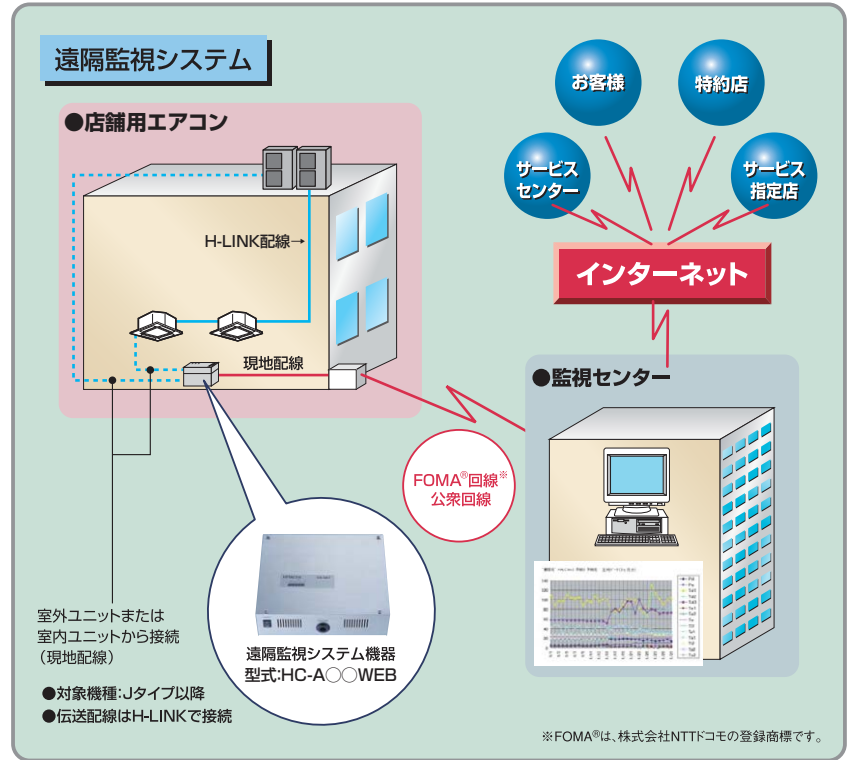 遠隔監視システム
●店舗用エアコン
H-LINK配線→
現地配線
お客様
特約店
サービス
センター
サービス
指定店
インターネット
●監視センター
FOMA®回線※
公衆回線
遠隔監視システム機器
型式:HC-A○○WEB
室外ユニットまたは
室内ユニットから接続
（現地配線）
●対象機種:Jタイプ以降
●伝送配線はH-LINKで接続
※FOMA®は、株式会社NTTドコモの登録商標です。